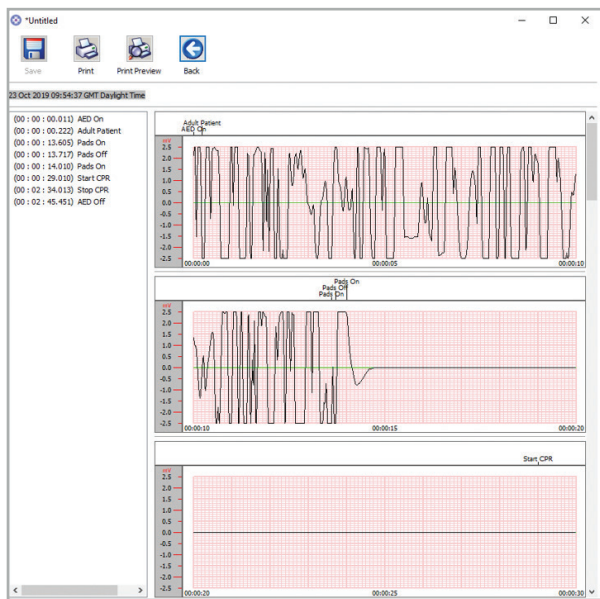 *Untitled
Save Print Print Preview Back
23 Oct 2019 09:54:37 GMT Daylight Time
(00 : 00 : 00.011) AED On
(00 : 00 : 00.222) Adult Patient
(00 : 00 : 13.605) Pads On
(00 : 00 : 13.717) Pads Off
(00 : 00 : 14.010) Pads On
(00 : 00 : 29.010) Start CPR
(00 : 02 : 34.013) Stop CPR
(00 : 02 : 45.451) AED Off
Adult Patient
AED On
mV
2.5
2.0
1.5
1.0
0.5
0.0
-0.5
-1.0
-1.5
-2.0
-2.5
00:00:00 00:00:05 00:00:10
Pads On
Pads Off
Pads On
mV
2.5
2.0
1.5
1.0
0.5
0.0
-0.5
-1.0
-1.5
-2.0
-2.5
00:00:10 00:00:15 00:00:20
Start CPR
mV
2.5
2.0
1.5
1.0
0.5
0.0
-0.5
-1.0
-1.5
-2.0
-2.5
00:00:20 00:00:25 00:00:30